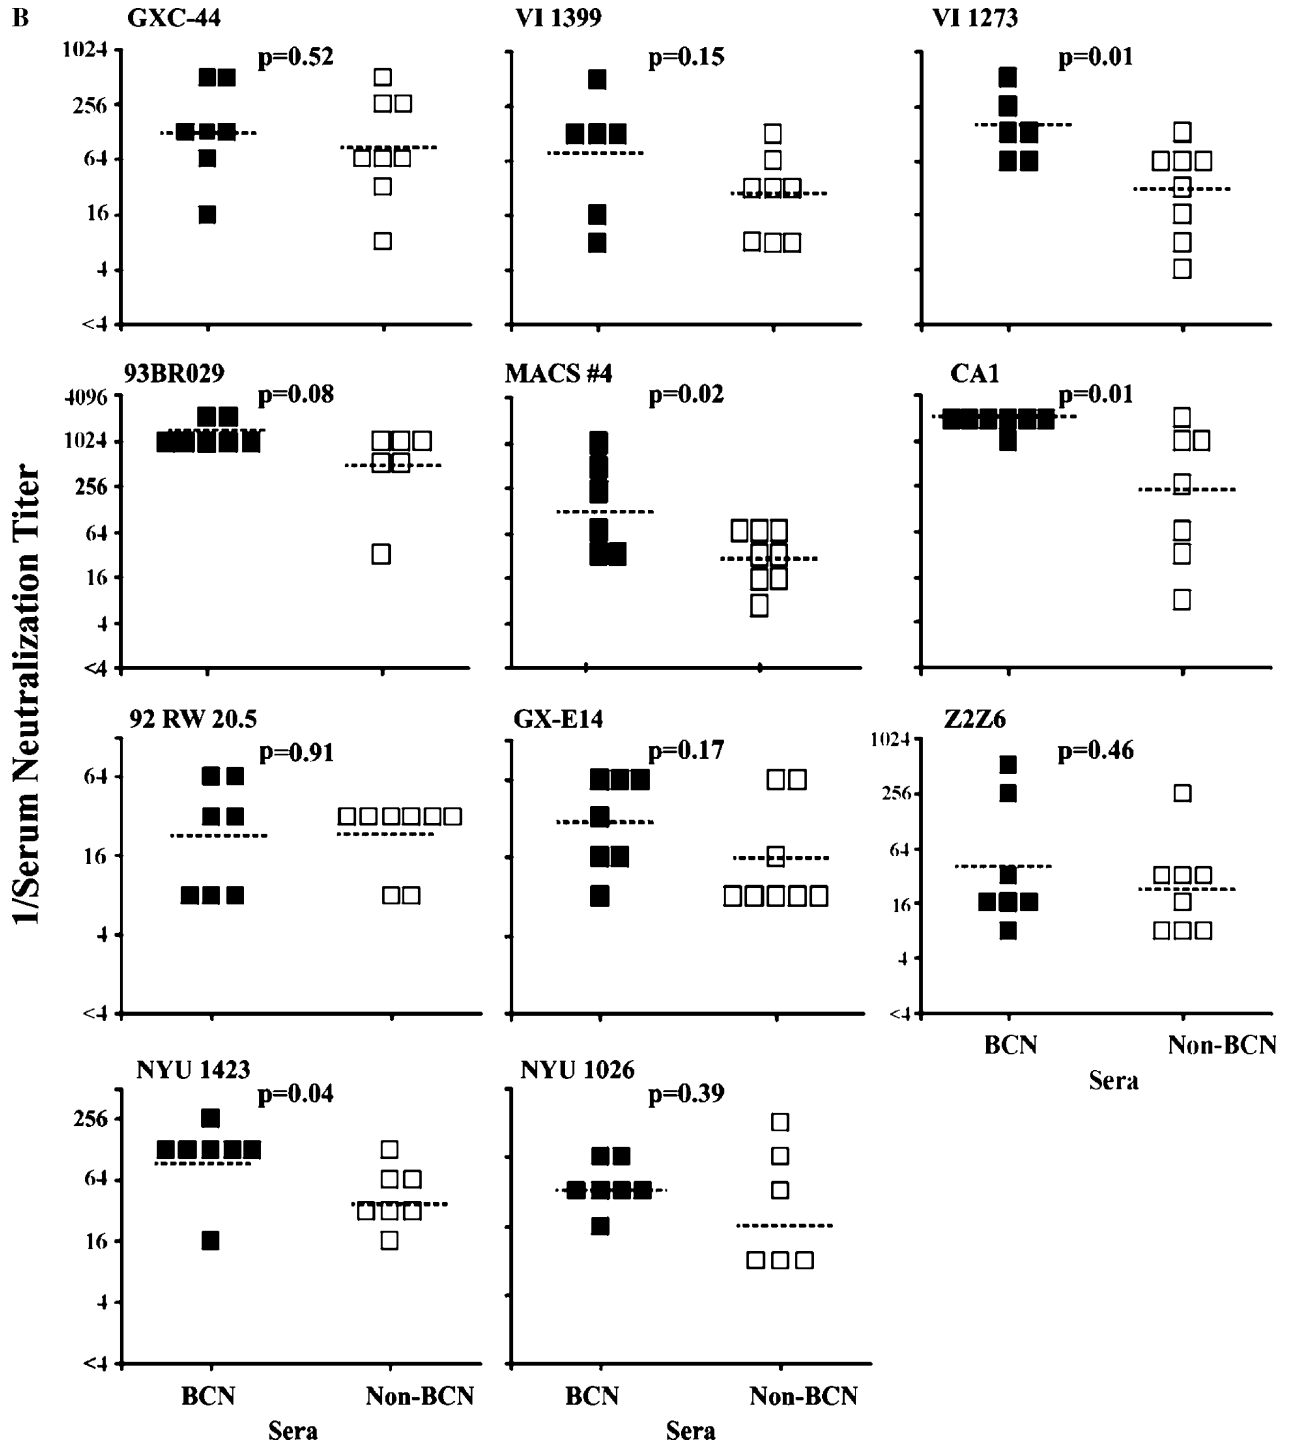 B
GXC-44 VI 1399 VI 1273
p=0.52 p=0.15 p=0.01
1024
256
64
16
4
<4
93BR029 MACS #4 CA1
p=0.08 p=0.02 p=0.01
4096
1024
256
64
16
4
<4
1/Serum Neutralization Titer
92 RW 20.5 GX-E14 Z2Z6
p=0.91 p=0.17 p=0.46
64
16
4
<4
1024
256
64
16
4
<4
BCN Non-BCN
Sera
NYU 1423 NYU 1026
p=0.04 p=0.39
256
64
16
4
<4
BCN Non-BCN BCN Non-BCN
Sera Sera